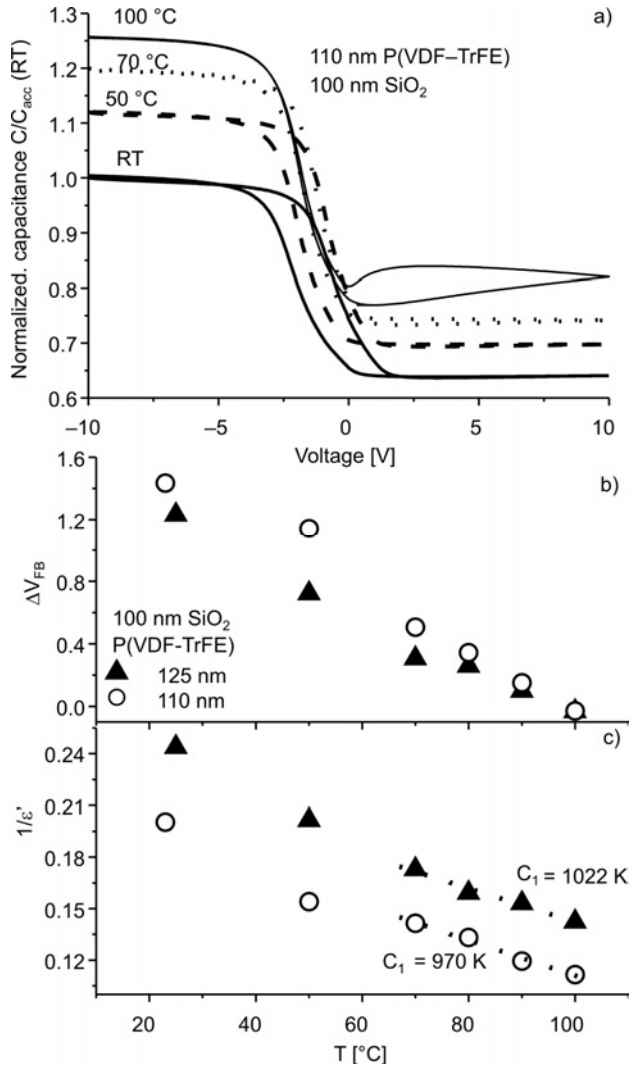 a)
100 °C
110 nm P(VDF–TrFE)
100 nm SiO₂
70 °C
50 °C
RT
Normalized. capacitance C/C_acc (RT)
1.3
1.2
1.1
1.0
0.9
0.8
0.7
0.6
−10
−5
0
5
10
Voltage [V]
b)
ΔV_FB
1.6
1.2
0.8
0.4
0.0
100 nm SiO₂
P(VDF-TrFE)
125 nm
110 nm
c)
1/ε'
0.24
0.21
0.18
0.15
0.12
C₁ = 1022 K
C₁ = 970 K
20
40
60
80
100
T [°C]